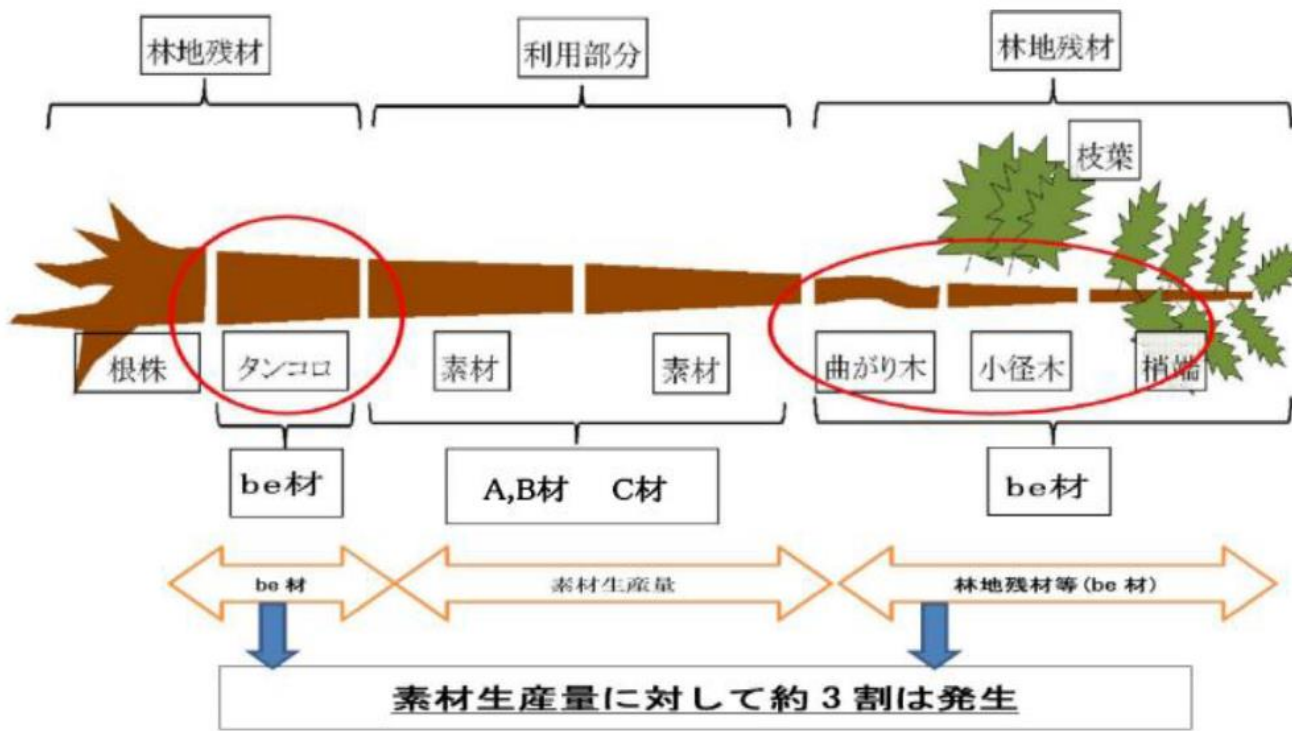 林地残材
利用部分
林地残材
枝葉
根株
タンコロ
素材
素材
曲がり木
小径木
梢端
be材
A,B材 C材
be材
be 材
素材生産量
林地残材等(be 材)
素材生産量に対して約３割は発生